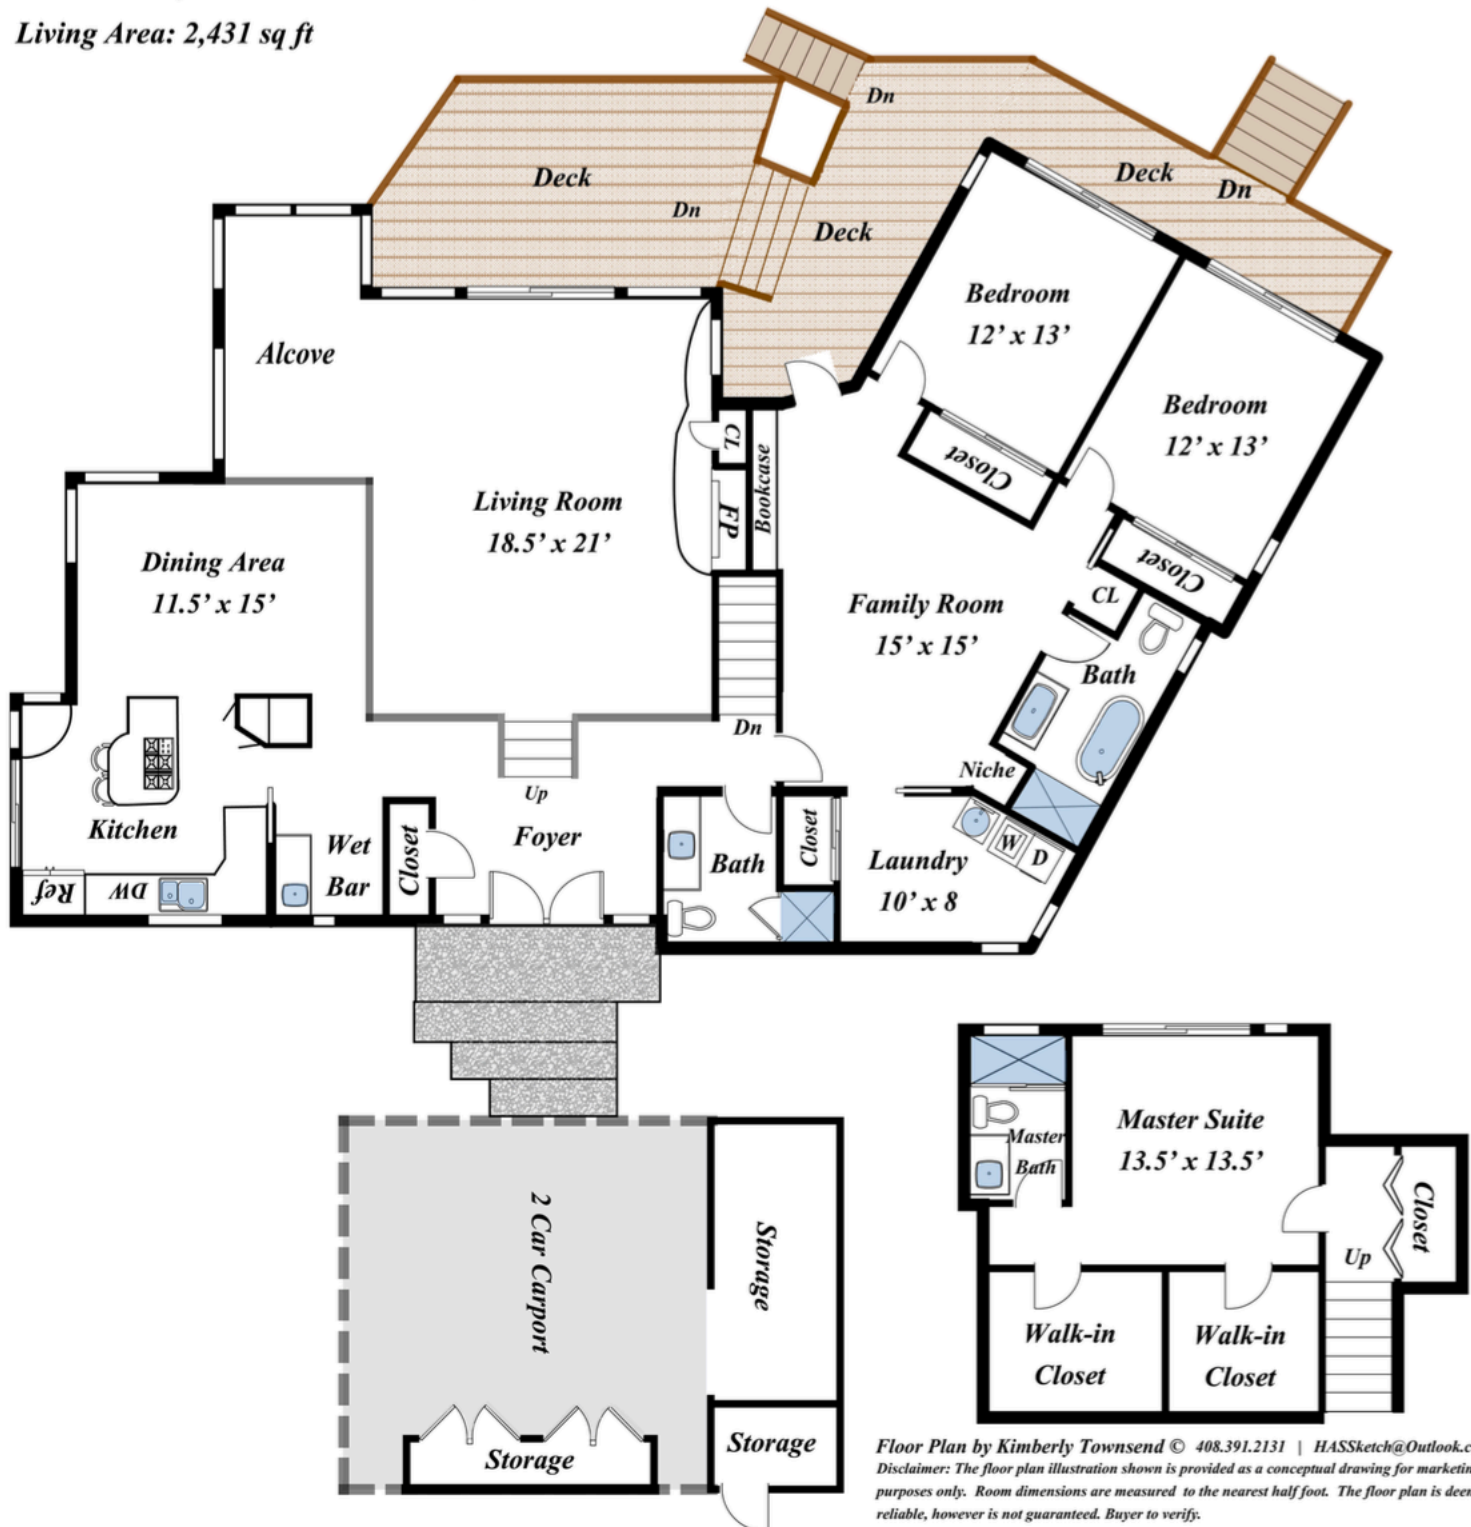 Living Area: 2,431 sq ft
Dn
Deck
Deck
Dn
Dn
Deck
Bedroom
12’ x 13’
Alcove
Bedroom
12’ x 13’
CL
Closet
Bookcase
Living Room
18.5’ x 21’
FP
Dining Area
11.5’ x 15’
Closet
CL
Family Room
15’ x 15’
Bath
Dn
Niche
Up
Kitchen
Wet
Bar
Closet
Foyer
Bath
Closet
Laundry
10’ x 8
W
D
Ref
DW
Master Suite
13.5’ x 13.5’
Master
Bath
Closet
Up
2 Car Carport
Storage
Walk-in
Closet
Walk-in
Closet
Storage
Storage
Floor Plan by Kimberly Townsend © 408.391.2131 | HASSketch@Outlook.c
Disclaimer: The floor plan illustration shown is provided as a conceptual drawing for marketin
purposes only. Room dimensions are measured to the nearest half foot. The floor plan is deen
reliable, however is not guaranteed. Buyer to verify.